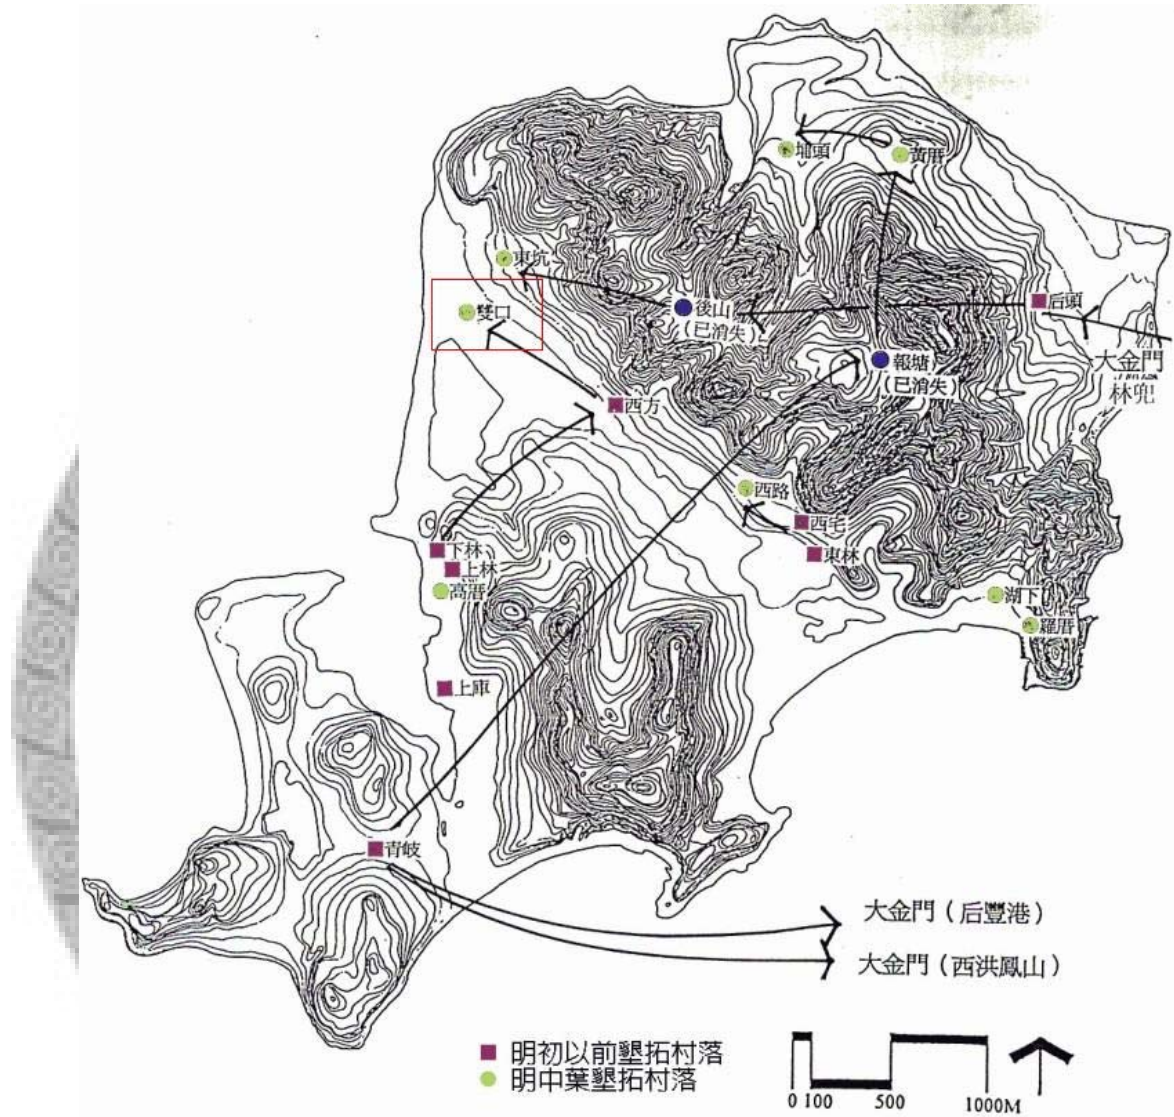 埔頭
黃厝
東坑
雙口
後山
(已消失)
后頭
報塘
(已消失)
大金門
林兜
西方
西路
西宅
東林
下林
上林
高厝
湖下
羅厝
上庫
青岐
大金門(后豐港)
大金門(西洪鳳山)
明初以前墾拓村落
明中葉墾拓村落
0 100 500 1000M